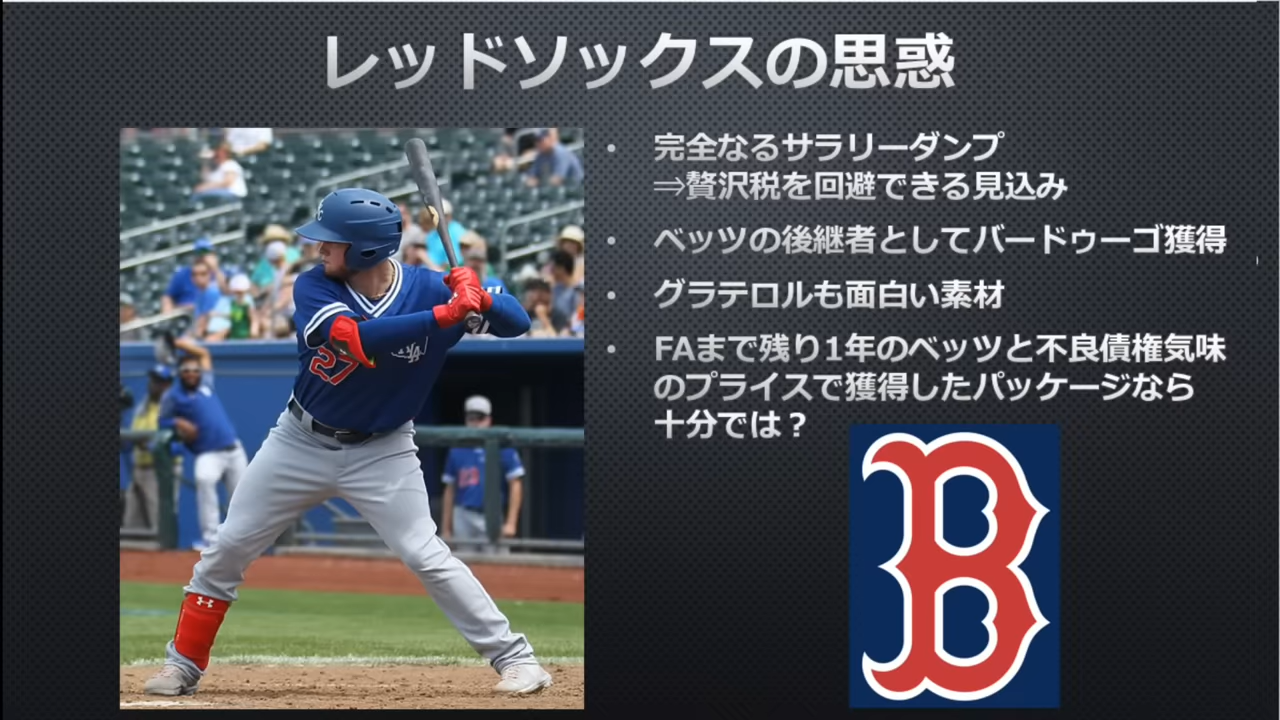 レッドソックスの思惑
• 完全なるサラリーダンプ
⇒贅沢税を回避できる見込み
• ベッツの後継者としてバードゥーゴ獲得
• グラテロルも面白い素材
• FAまで残り1年のベッツと不良債権気味
のプライスで獲得したパッケージなら
十分では？
27
B